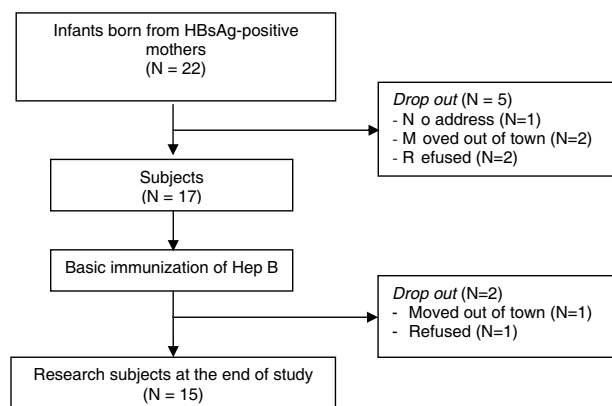 Infants born from HBsAg-positive
mothers
(N = 22)
Drop out (N = 5)
- N o address (N=1)
- M oved out of town (N=2)
- R efused (N=2)
Subjects
(N = 17)
Basic immunization of Hep B
Drop out (N=2)
- Moved out of town (N=1)
- Refused (N=1)
Research subjects at the end of study
(N = 15)